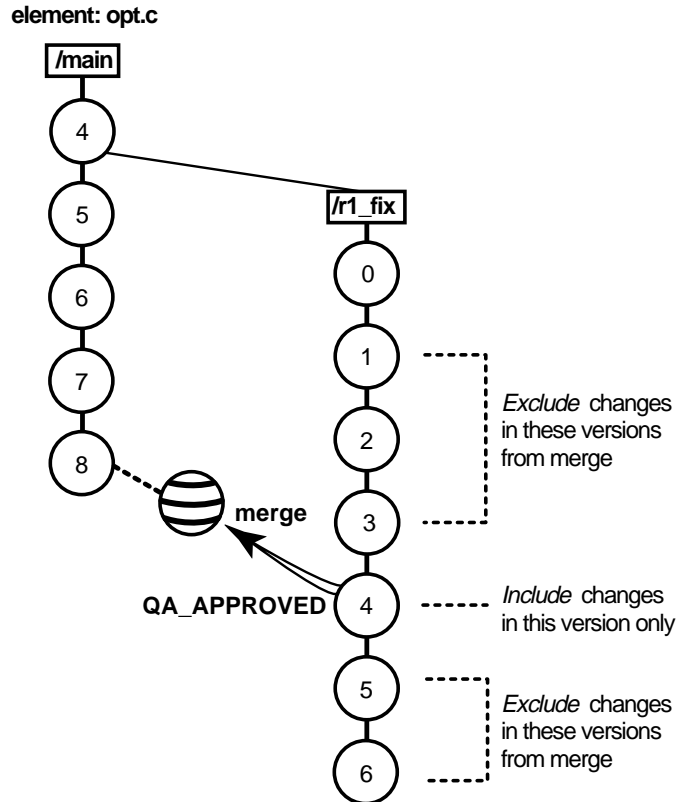 element: opt.c
/main
4
5
/r1_fix
0
6
1
7
Exclude changes
in these versions
from merge
2
8
merge
3
QA_APPROVED
4
Include changes
in this version only
5
Exclude changes
in these versions
from merge
6